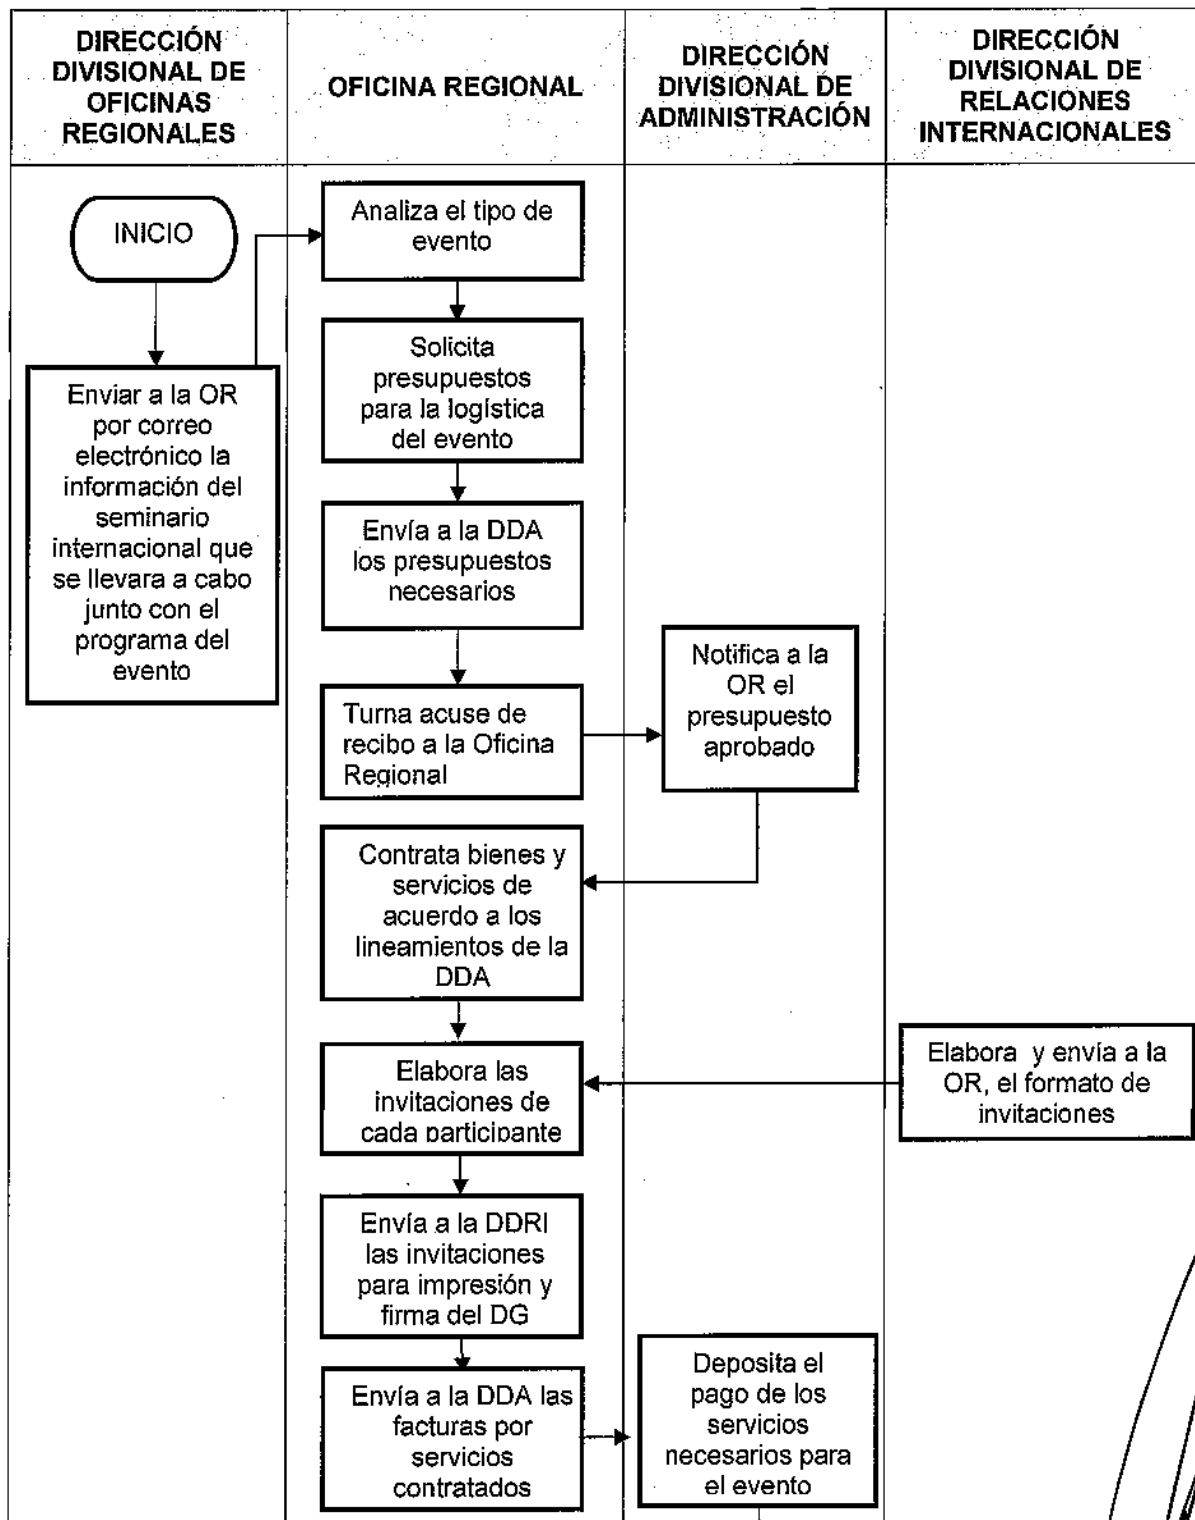 DIRECCIÓN
DIVISIONAL DE
OFICINAS
REGIONALES
OFICINA REGIONAL
DIRECCIÓN
DIVISIONAL DE
ADMINISTRACIÓN
DIRECCIÓN
DIVISIONAL DE
RELACIONES
INTERNACIONALES
INICIO
Enviar a la OR
por correo
electrónico la
información del
seminario
internacional que
se llevara a cabo
junto con el
programa del
evento
Analiza el tipo de
evento
Solicita
presupuestos
para la logística
del evento
Envía a la DDA
los presupuestos
necesarios
Turna acuse de
recibo a la Oficina
Regional
Notifica a la
OR el
presupuesto
aprobado
Contrata bienes y
servicios de
acuerdo a los
lineamientos de la
DDA
Elabora y envía a la
OR, el formato de
invitaciones
Elabora las
invitaciones de
cada participante
Envía a la DDRI
las invitaciones
para impresión y
firma del DG
Envía a la DDA las
facturas por
servicios
contratados
Deposita el
pago de los
servicios
necesarios para
el evento